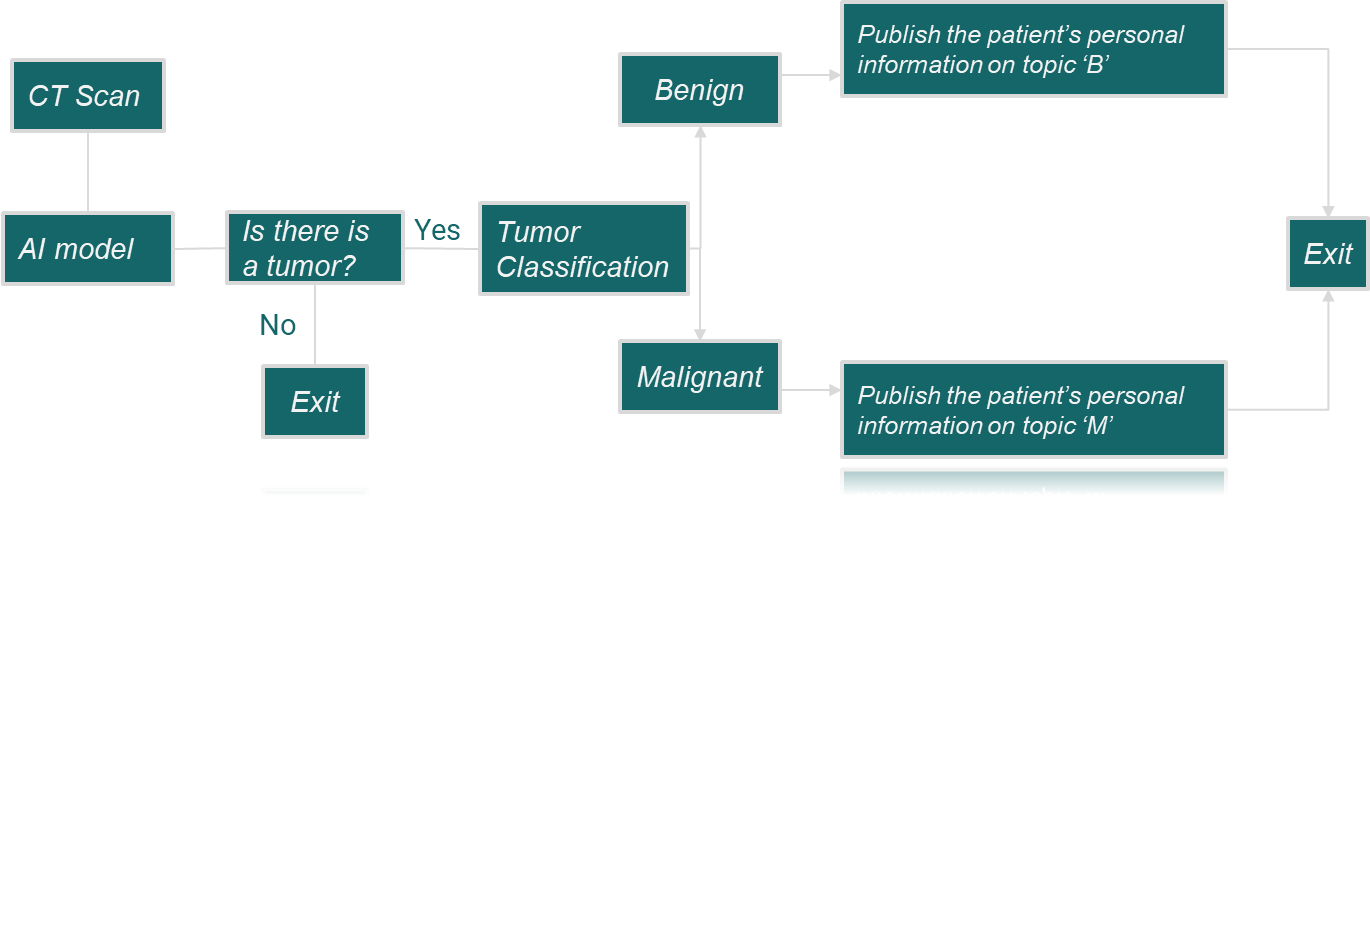 CT Scan
AI model
Is there is
a tumor?
Yes
No
Exit
Tumor
Classification
Benign
Malignant
Publish the patient’s personal
information on topic ‘B’
Publish the patient’s personal
information on topic ‘M’
Exit